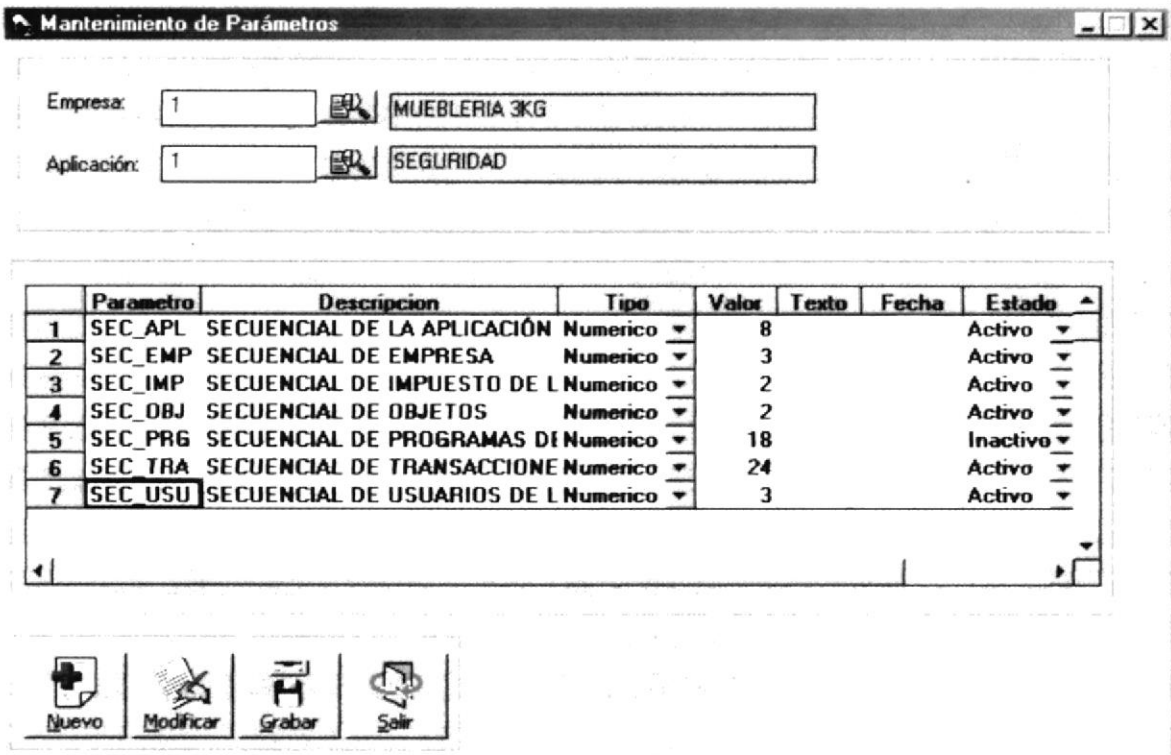 Mantenimiento de Parámetros
Empresa: 1 MUEBLERIA 3KG
Aplicación: 1 SEGURIDAD
Parametro Descripcion Tipo Valor Texto Fecha Estado
1 SEC_APL SECUENCIAL DE LA APLICACIÓN Numerico 8 Activo
2 SEC_EMP SECUENCIAL DE EMPRESA Numerico 3 Activo
3 SEC_IMP SECUENCIAL DE IMPUESTO DE L Numerico 2 Activo
4 SEC_OBJ SECUENCIAL DE OBJETOS Numerico 2 Activo
5 SEC_PRG SECUENCIAL DE PROGRAMAS DE Numerico 18 Inactivo
6 SEC_TRA SECUENCIAL DE TRANSACCIONE Numerico 24 Activo
7 SEC_USU SECUENCIAL DE USUARIOS DE L Numerico 3 Activo
Nuevo Modificar Grabar Salir